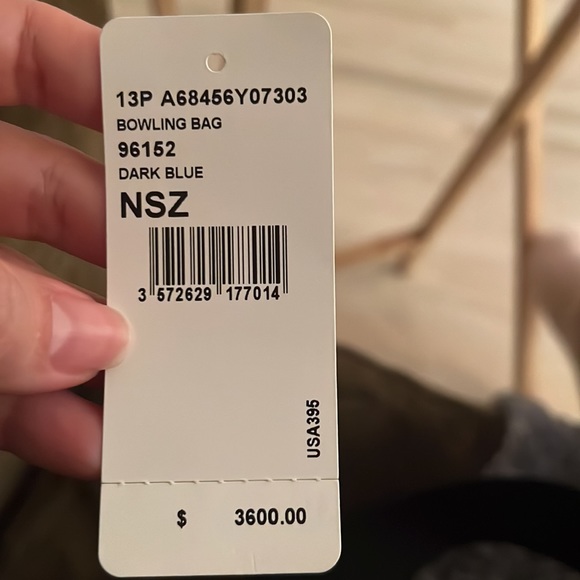 13P A68456Y07303
BOWLING BAG
96152
DARK BLUE
NSZ
3 572629 177014
USA395
$ 3600.00